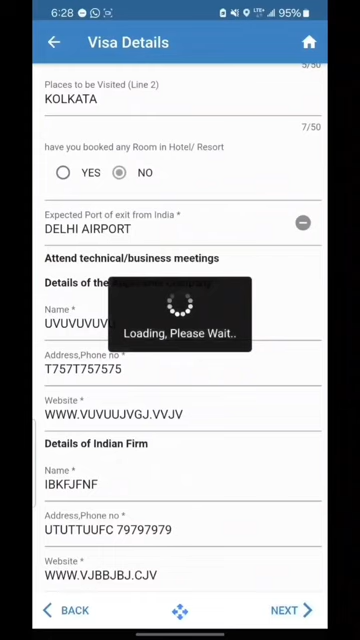 6:28
95%
Visa Details
5/50
Places to be Visited (Line 2)
KOLKATA
7/50
have you booked any Room in Hotel/ Resort
YES NO
Expected Port of exit from India *
DELHI AIRPORT
Attend technical/business meetings
Details of the
Loading, Please Wait..
Name *
UVUVUVUVU
Address,Phone no *
T757T757575
Website *
WWW.VUVUUJVGJ.VVJV
Details of Indian Firm
Name *
IBKFJFNF
Address,Phone no *
UTUTTUUFC 79797979
Website *
WWW.VJBBJBJ.CJV
BACK NEXT